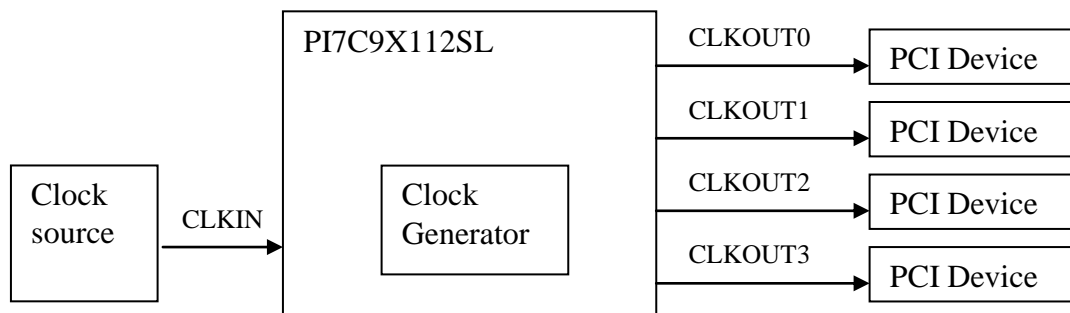 PI7C9X112SL
CLKOUT0
PCI Device
CLKOUT1
PCI Device
Clock
source
CLKIN
Clock
Generator
CLKOUT2
PCI Device
CLKOUT3
PCI Device